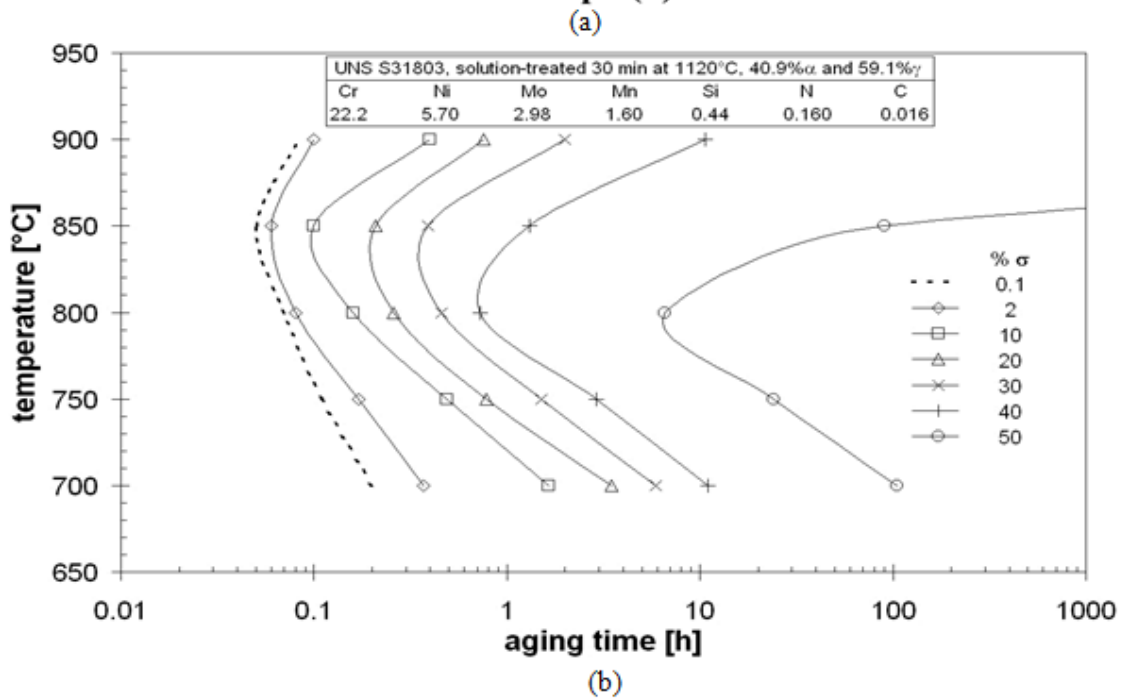 (a)
950
UNS S31803, solution-treated 30 min at 1120°C, 40.9%α and 59.1%γ
Cr Ni Mo Mn Si N C
22.2 5.70 2.98 1.60 0.44 0.160 0.016
900
850
% σ
0.1
2
10
20
30
40
50
800
750
700
650
temperature [°C]
0.01 0.1 1 10 100 1000
aging time [h]
(b)